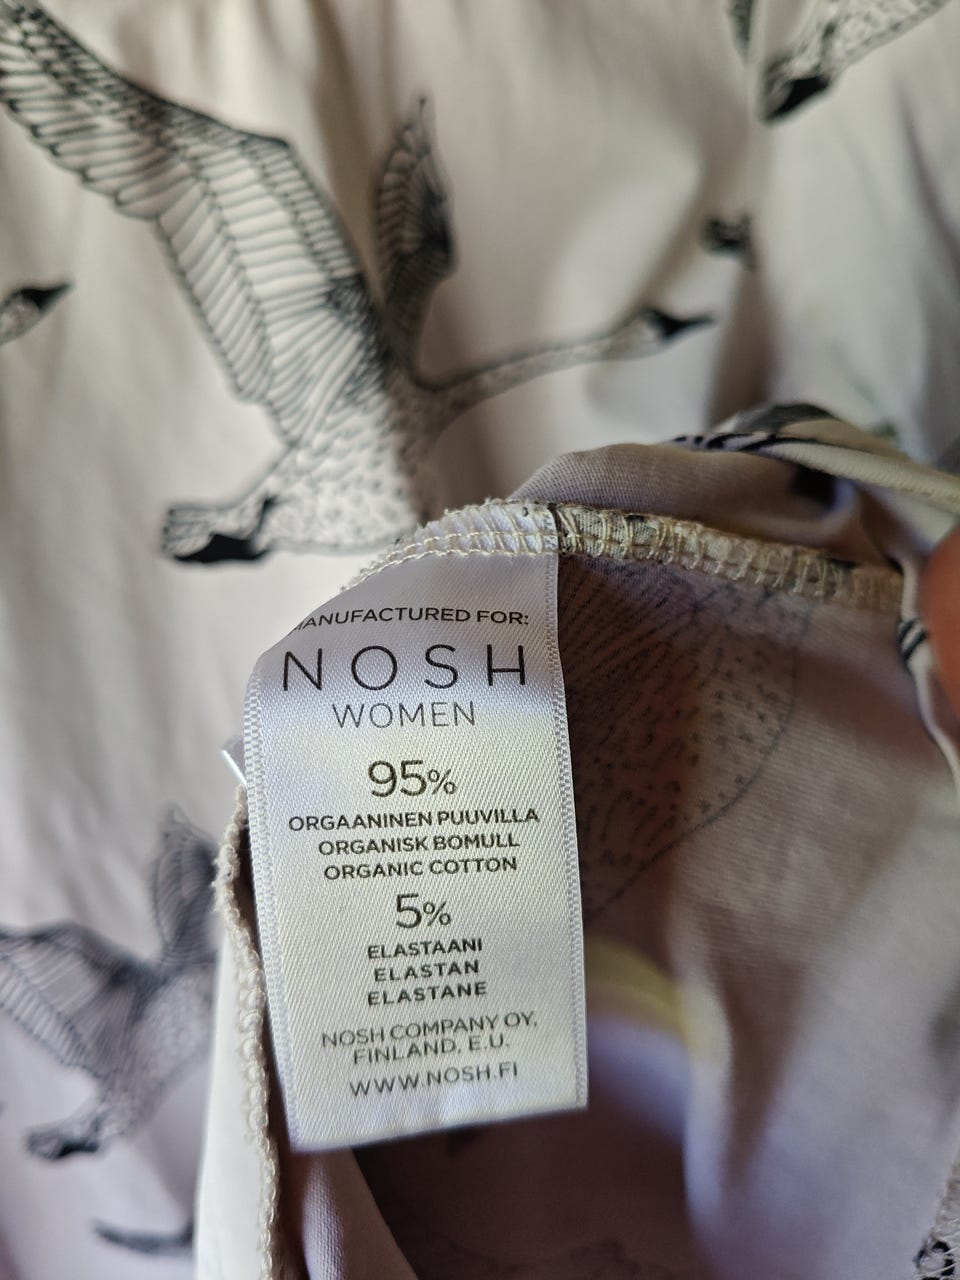 MANUFACTURED FOR:
NOSH
WOMEN
95%
ORGAANINEN PUUVILLA
ORGANISK BOMULL
ORGANIC COTTON
5%
ELASTAANI
ELASTAN
ELASTANE
NOSH COMPANY OY,
FINLAND, E.U.
WWW.NOSH.FI